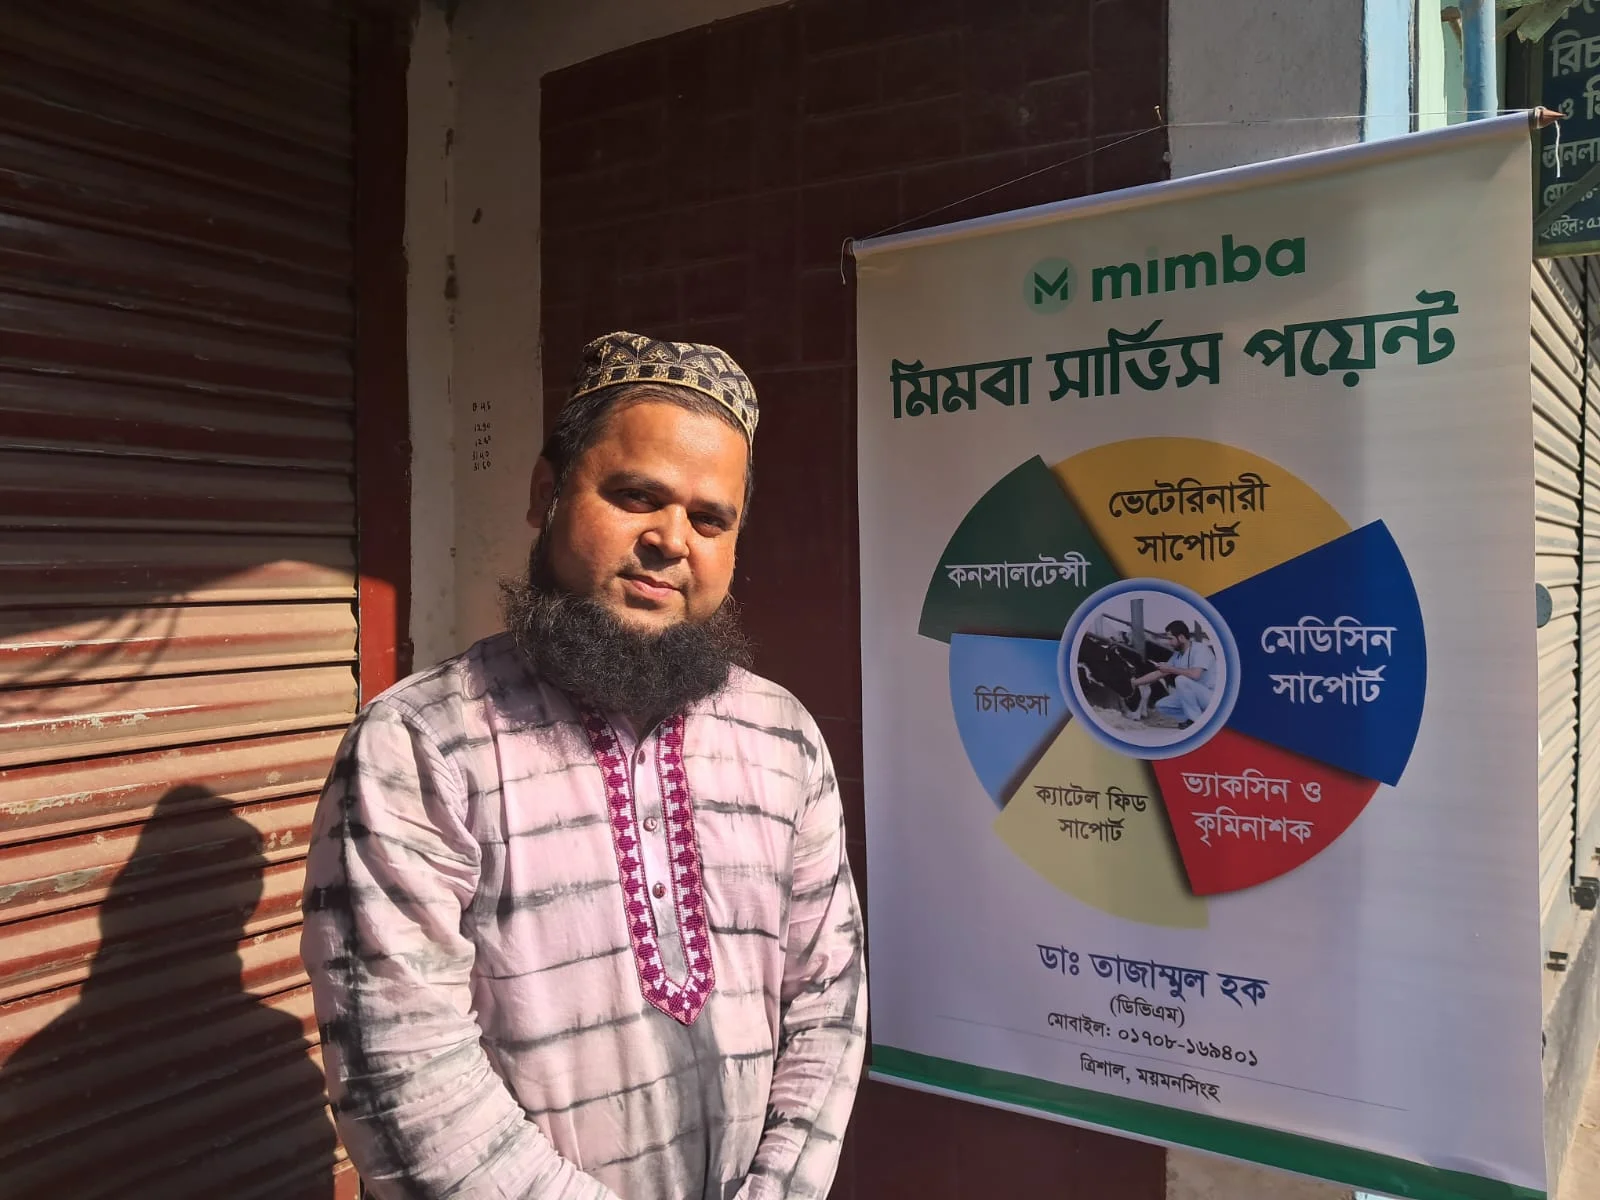 mimba
মিমবা সার্ভিস পয়েন্ট
ভেটেরিনারী
সাপোর্ট
মেডিসিন
সাপোর্ট
ভ্যাকসিন ও
কৃমিনাশক
ক্যাটেল ফিড
সাপোর্ট
চিকিৎসা
কনসালটেন্সী
ডাঃ তাজাম্মুল হক
(ডিভিএম)
মোবাইল: ০১৭০৮-১৬৯৪০১
ত্রিশাল, ময়মনসিংহ